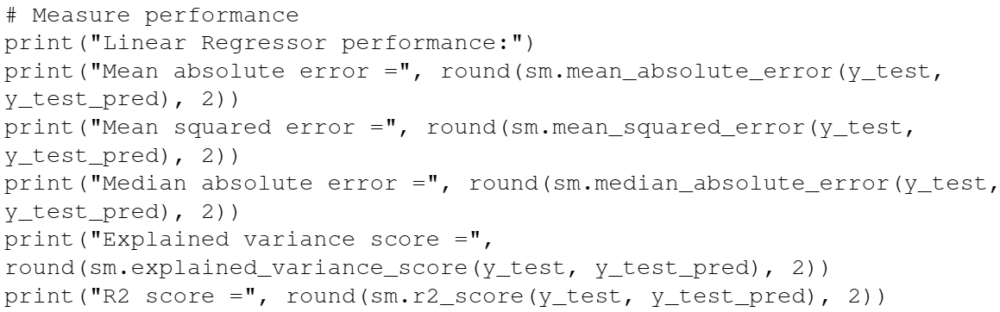 # Measure performance
print("Linear Regressor performance:")
print("Mean absolute error =", round(sm.mean_absolute_error(y_test,
y_test_pred), 2))
print("Mean squared error =", round(sm.mean_squared_error(y_test,
y_test_pred), 2))
print("Median absolute error =", round(sm.median_absolute_error(y_test,
y_test_pred), 2))
print("Explained variance score =",
round(sm.explained_variance_score(y_test, y_test_pred), 2))
print("R2 score =", round(sm.r2_score(y_test, y_test_pred), 2))